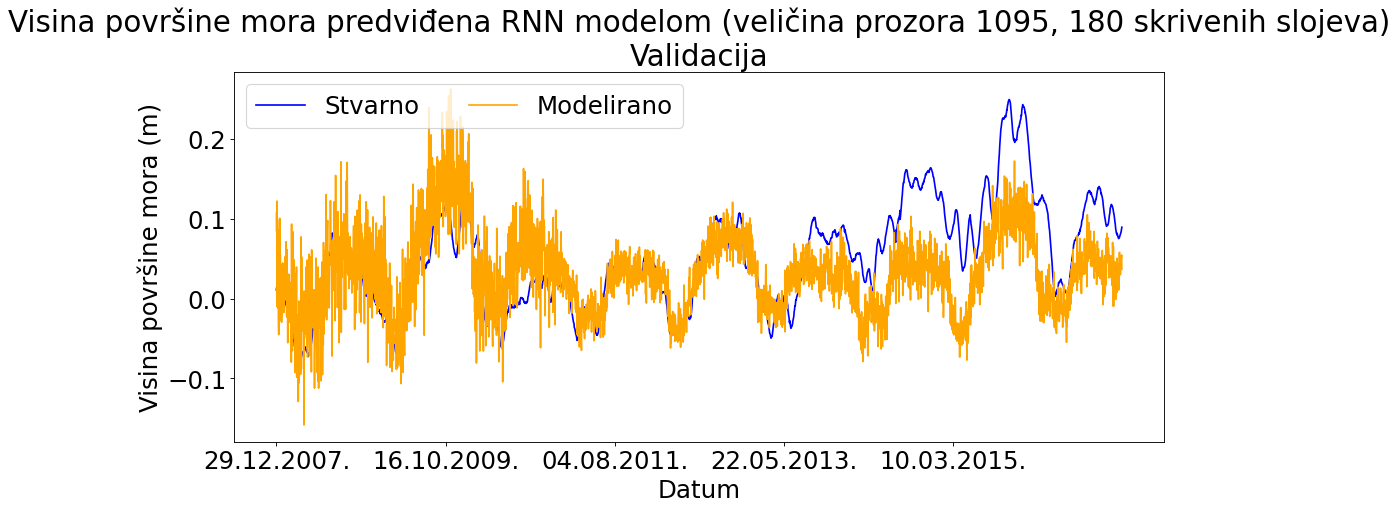 Visina površine mora predviđena RNN modelom (veličina prozora 1095, 180 skrivenih slojeva)
Validacija
Stvarno
Modelirano
Visina površine mora (m)
0.2
0.1
0.0
−0.1
29.12.2007.
16.10.2009.
04.08.2011.
22.05.2013.
10.03.2015.
Datum